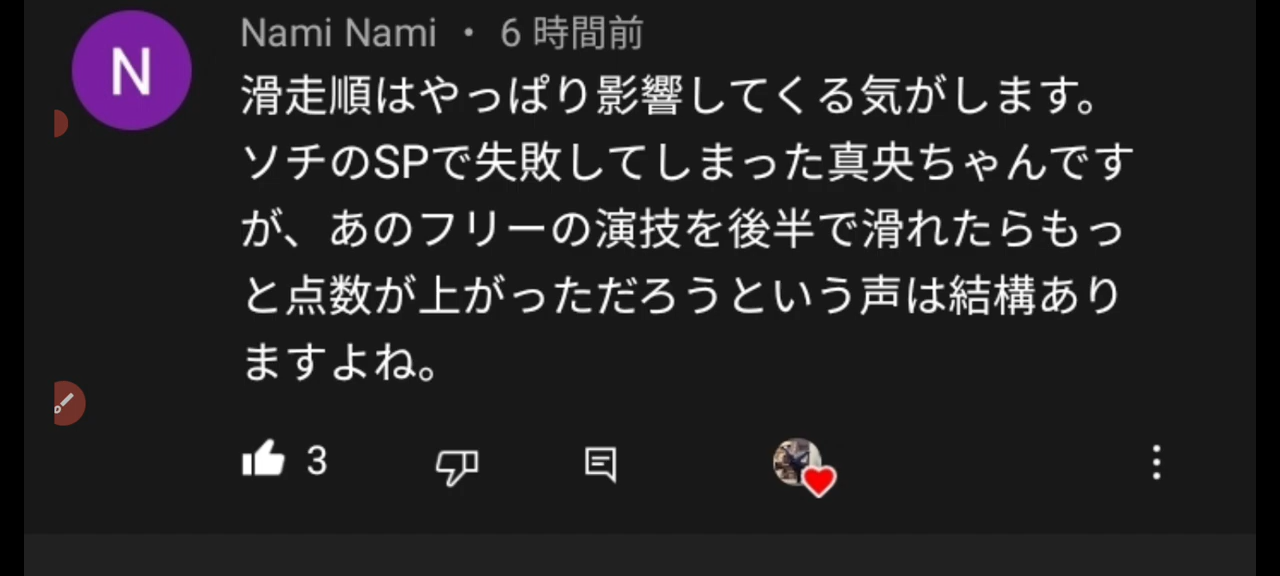 Nami Nami • 6 時間前
滑走順はやっぱり影響してくる気がします。
ソチのSPで失敗してしまった真央ちゃんです
が、あのフリーの演技を後半で滑れたらもっ
と点数が上がっただろうという声は結構あり
ますよね。
3